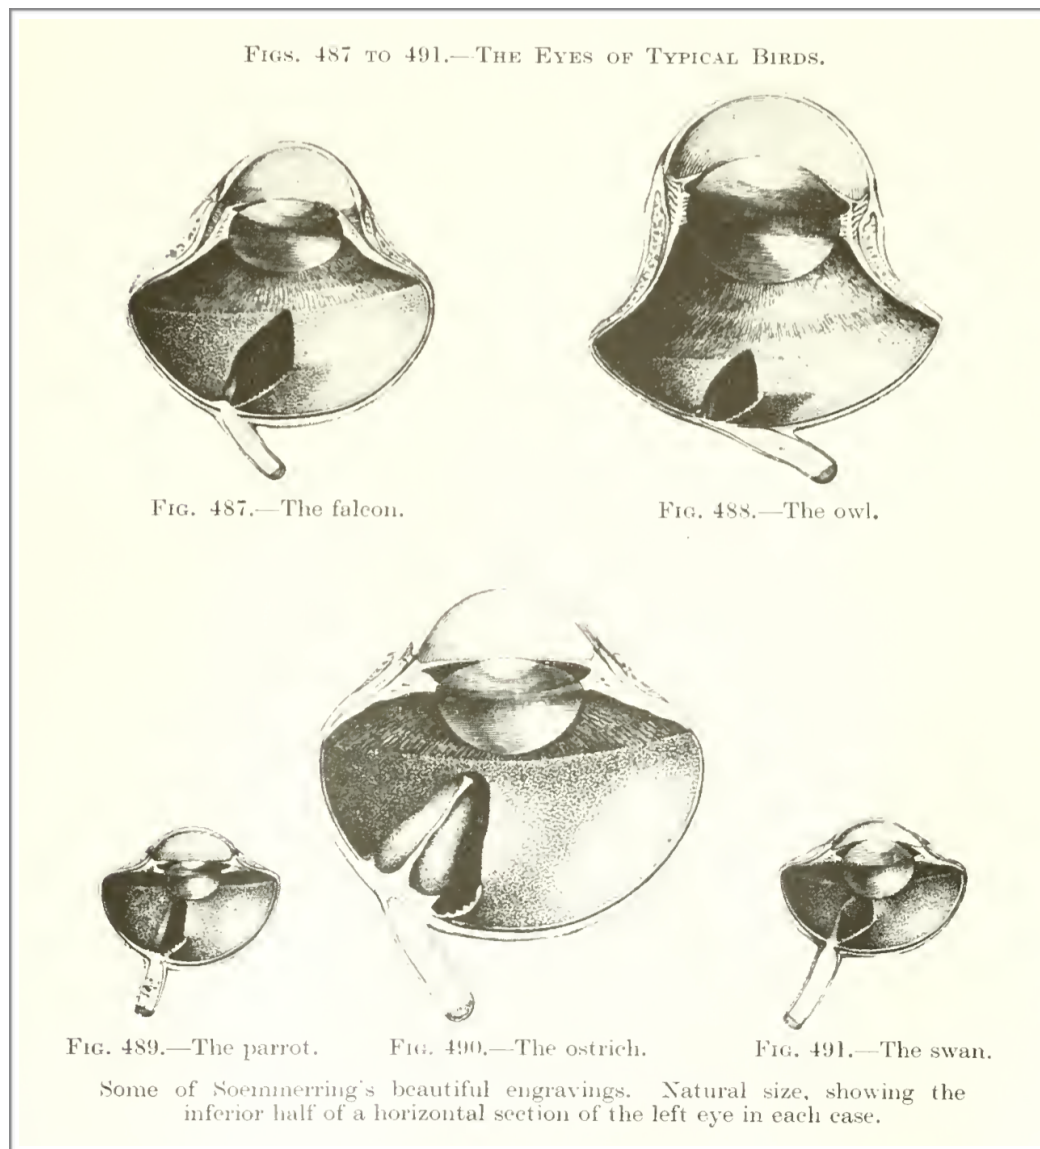 FIGS. 487 TO 491.—THE EYES OF TYPICAL BIRDS.
FIG. 487.—The falcon.
FIG. 488.—The owl.
FIG. 489.—The parrot.
FIG. 490.—The ostrich.
FIG. 491.—The swan.
Some of Soemmerring's beautiful engravings. Natural size, showing the
inferior half of a horizontal section of the left eye in each case.